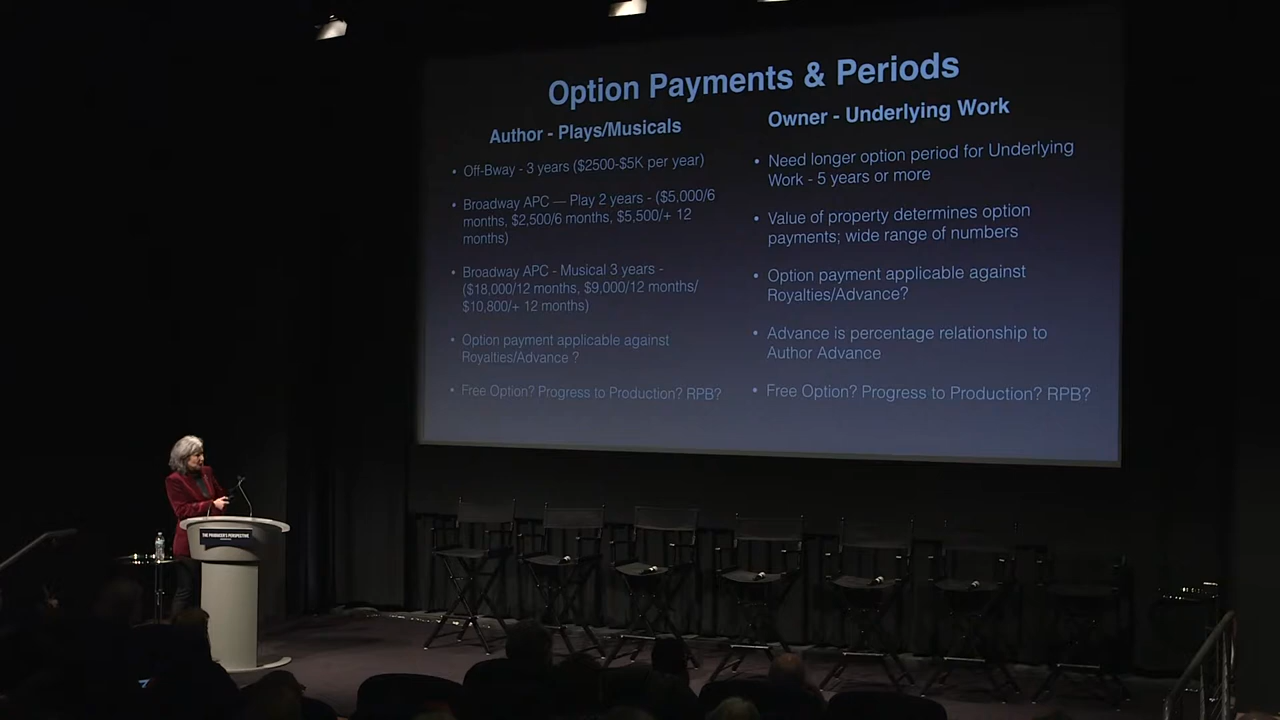 Option Payments & Periods
Author - Plays/Musicals
• Off-Bway - 3 years ($2500-$5K per year)
• Broadway APC — Play 2 years - ($5,000/6
months, $2,500/6 months, $5,500/+ 12
months)
• Broadway APC - Musical 3 years -
($18,000/12 months, $9,000/12 months/
$10,800/+ 12 months)
• Option payment applicable against
Royalties/Advance ?
• Free Option? Progress to Production? RPB?
Owner - Underlying Work
• Need longer option period for Underlying
Work - 5 years or more
• Value of property determines option
payments; wide range of numbers
• Option payment applicable against
Royalties/Advance?
• Advance is percentage relationship to
Author Advance
• Free Option? Progress to Production? RPB?
THE PRODUCER'S PERSPECTIVE